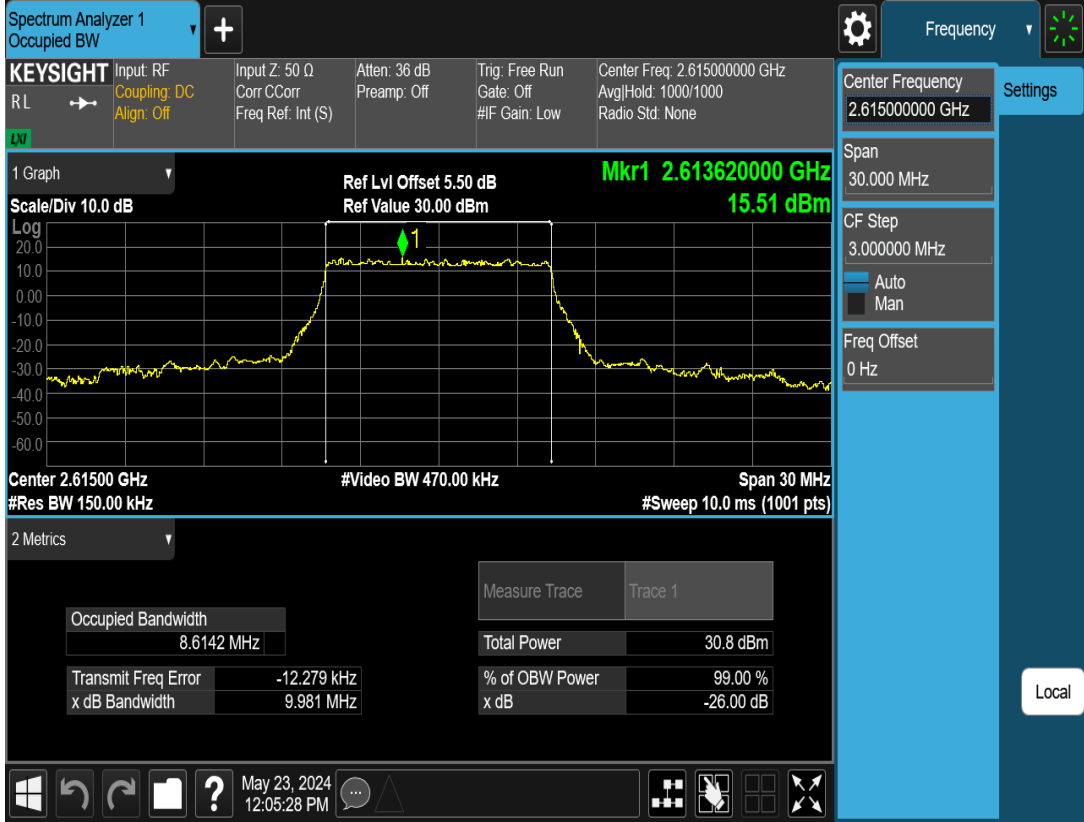 Spectrum Analyzer 1
Occupied BW
+
Frequency
KEYSIGHT
RL
LXI
Input: RF
Coupling: DC
Align: Off
Input Z: 50 Ω
Corr CCorr
Freq Ref: Int (S)
Atten: 36 dB
Preamp: Off
Trig: Free Run
Gate: Off
#IF Gain: Low
Center Freq: 2.615000000 GHz
Avg|Hold: 1000/1000
Radio Std: None
Center Frequency
2.615000000 GHz
Settings
Span
30.000 MHz
CF Step
3.000000 MHz
Auto
Man
Freq Offset
0 Hz
Local
1 Graph
Scale/Div 10.0 dB
Ref Lvl Offset 5.50 dB
Ref Value 30.00 dBm
Mkr1 2.613620000 GHz
15.51 dBm
Log
1
20.0
10.0
0.00
-10.0
-20.0
-30.0
-40.0
-50.0
-60.0
Center 2.61500 GHz
#Video BW 470.00 kHz
Span 30 MHz
#Res BW 150.00 kHz
#Sweep 10.0 ms (1001 pts)
2 Metrics
Measure Trace Trace 1
Occupied Bandwidth
8.6142 MHz
Total Power 30.8 dBm
Transmit Freq Error -12.279 kHz
% of OBW Power 99.00 %
x dB Bandwidth 9.981 MHz
x dB -26.00 dB
?
May 23, 2024
12:05:28 PM